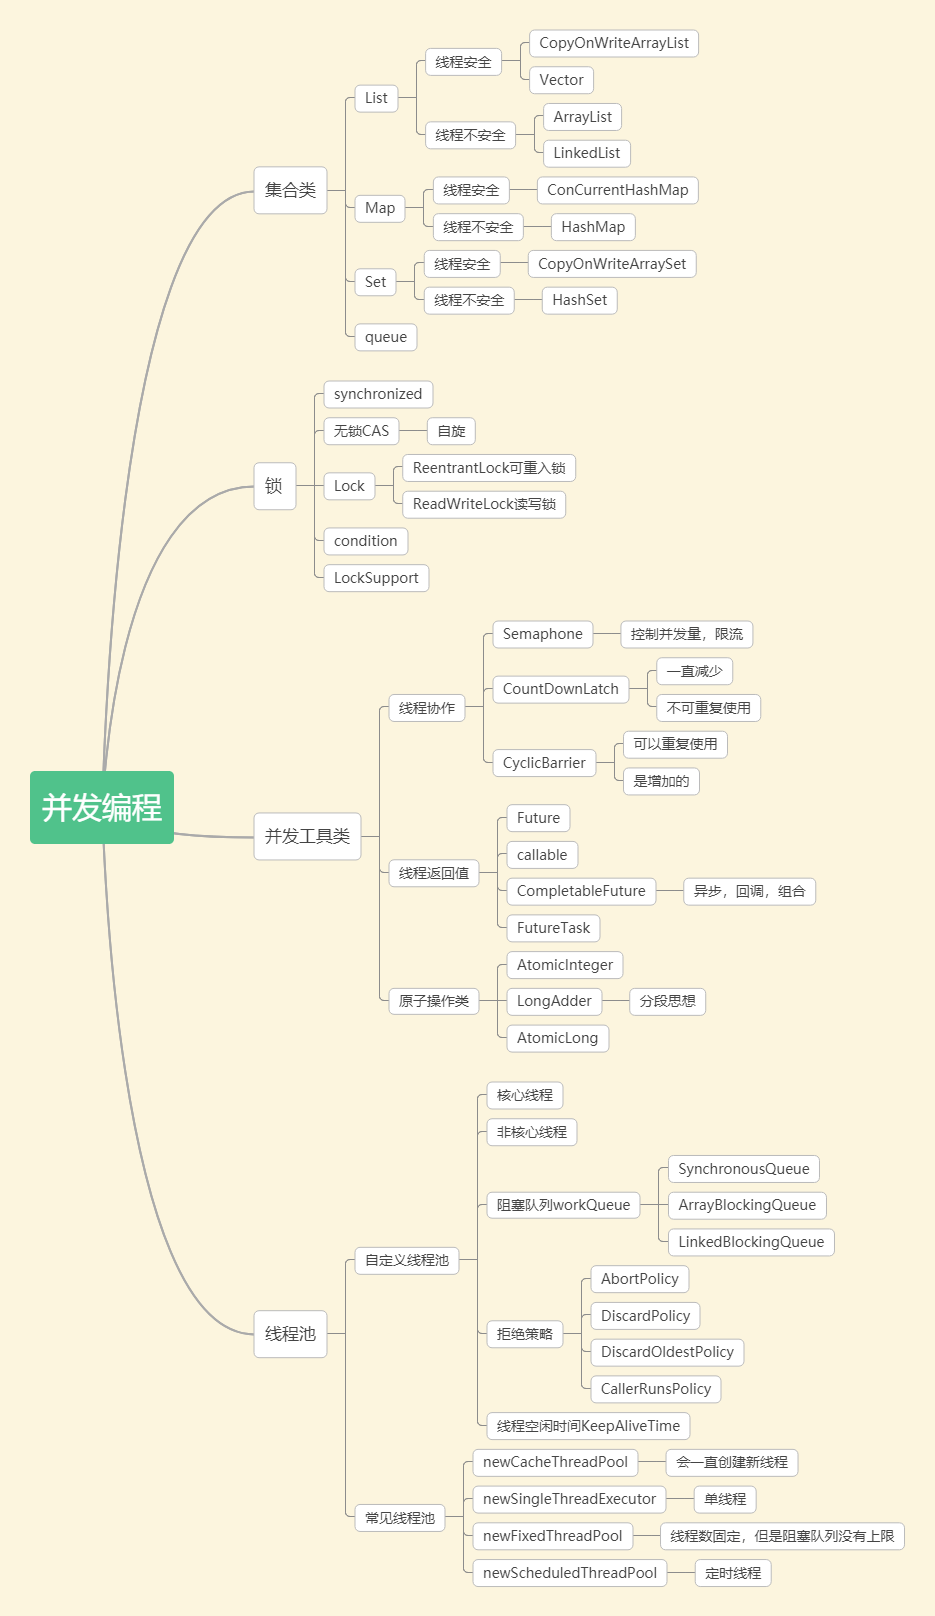 并发编程
集合类
List
线程安全
CopyOnWriteArrayList
Vector
线程不安全
ArrayList
LinkedList
Map
线程安全
ConCurrentHashMap
线程不安全
HashMap
Set
线程安全
CopyOnWriteArraySet
线程不安全
HashSet
queue
锁
synchronized
无锁CAS
自旋
Lock
ReentrantLock可重入锁
ReadWriteLock读写锁
condition
LockSupport
并发工具类
线程协作
Semaphone
控制并发量，限流
CountDownLatch
一直减少
不可重复使用
CyclicBarrier
可以重复使用
是增加的
线程返回值
Future
callable
CompletableFuture
异步，回调，组合
FutureTask
原子操作类
AtomicInteger
LongAdder
分段思想
AtomicLong
线程池
自定义线程池
核心线程
非核心线程
阻塞队列workQueue
SynchronousQueue
ArrayBlockingQueue
LinkedBlockingQueue
拒绝策略
AbortPolicy
DiscardPolicy
DiscardOldestPolicy
CallerRunsPolicy
线程空闲时间KeepAliveTime
常见线程池
newCacheThreadPool
会一直创建新线程
newSingleThreadExecutor
单线程
newFixedThreadPool
线程数固定，但是阻塞队列没有上限
newScheduledThreadPool
定时线程